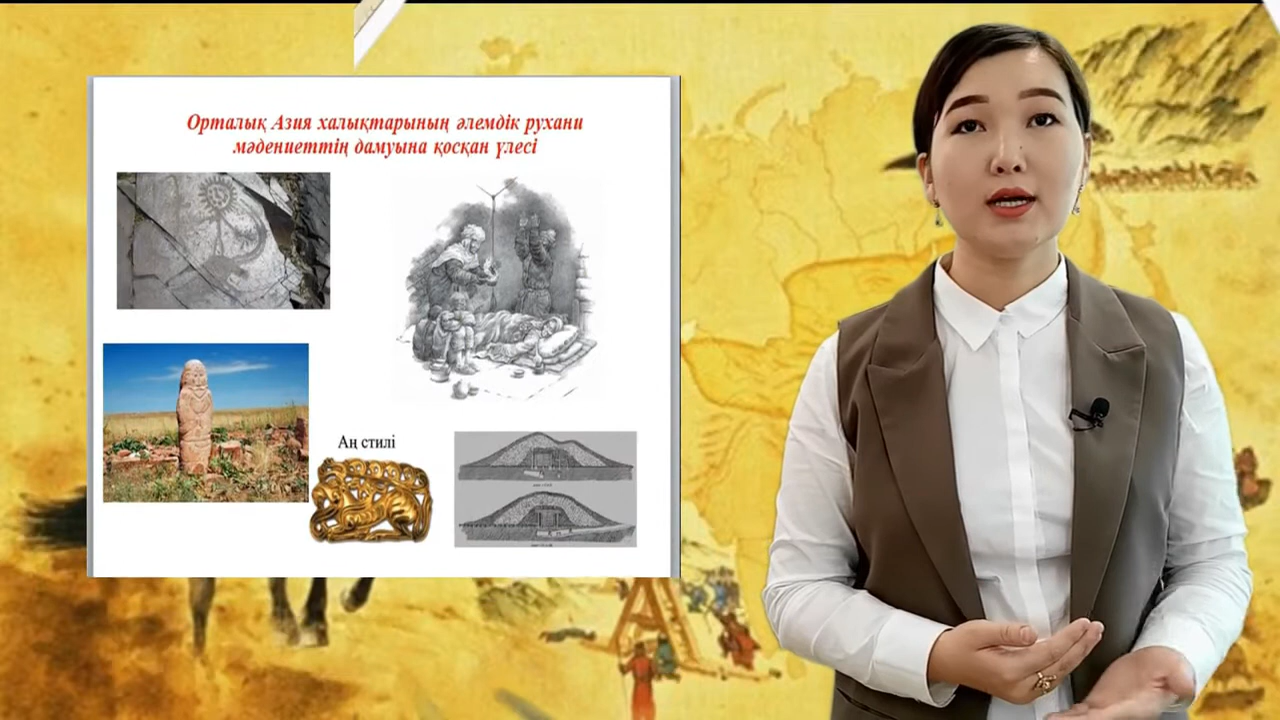 Орталық Азия халықтарының әлемдік рухани
мәдениеттің дамуына қосқан үлесі
Аң стилі